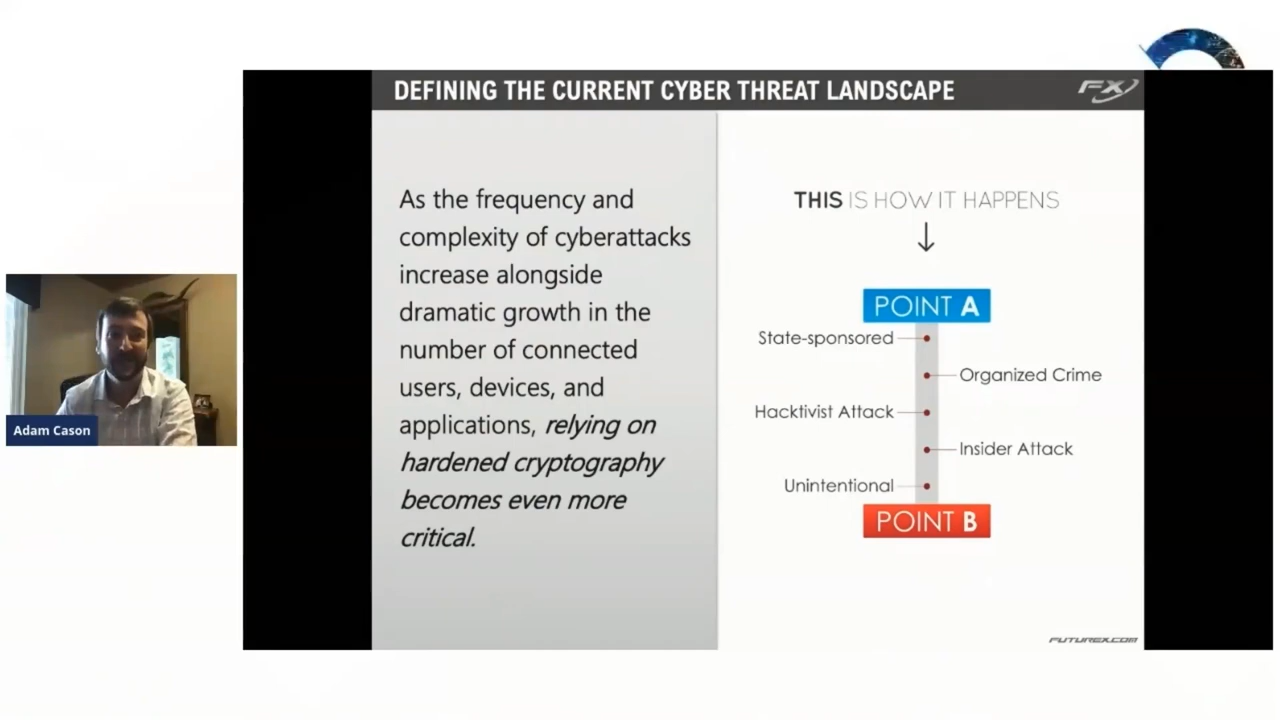 DEFINING THE CURRENT CYBER THREAT LANDSCAPE
FX
As the frequency and
complexity of cyberattacks
increase alongside
dramatic growth in the
number of connected
users, devices, and
applications, relying on
hardened cryptography
becomes even more
critical.
THIS IS HOW IT HAPPENS
POINT A
State-sponsored
Organized Crime
Hacktivist Attack
Insider Attack
Unintentional
POINT B
FUTUREX.COM
Adam Cason